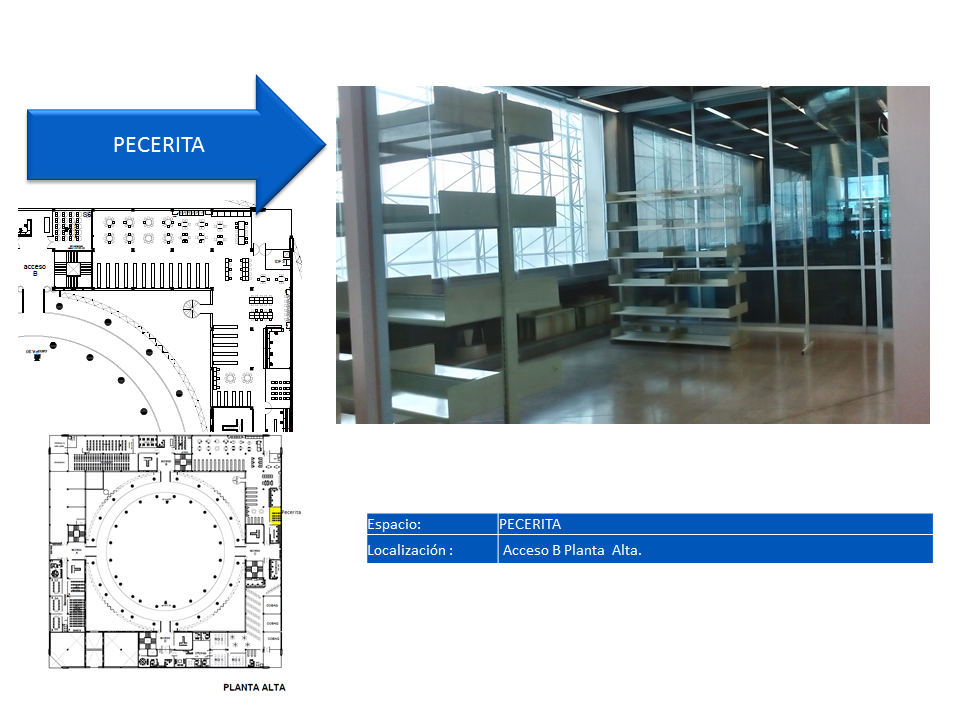 PECERITA
acceso
B
Pecerita
PLANTA ALTA
Espacio: PECERITA
Localización : Acceso B Planta Alta.